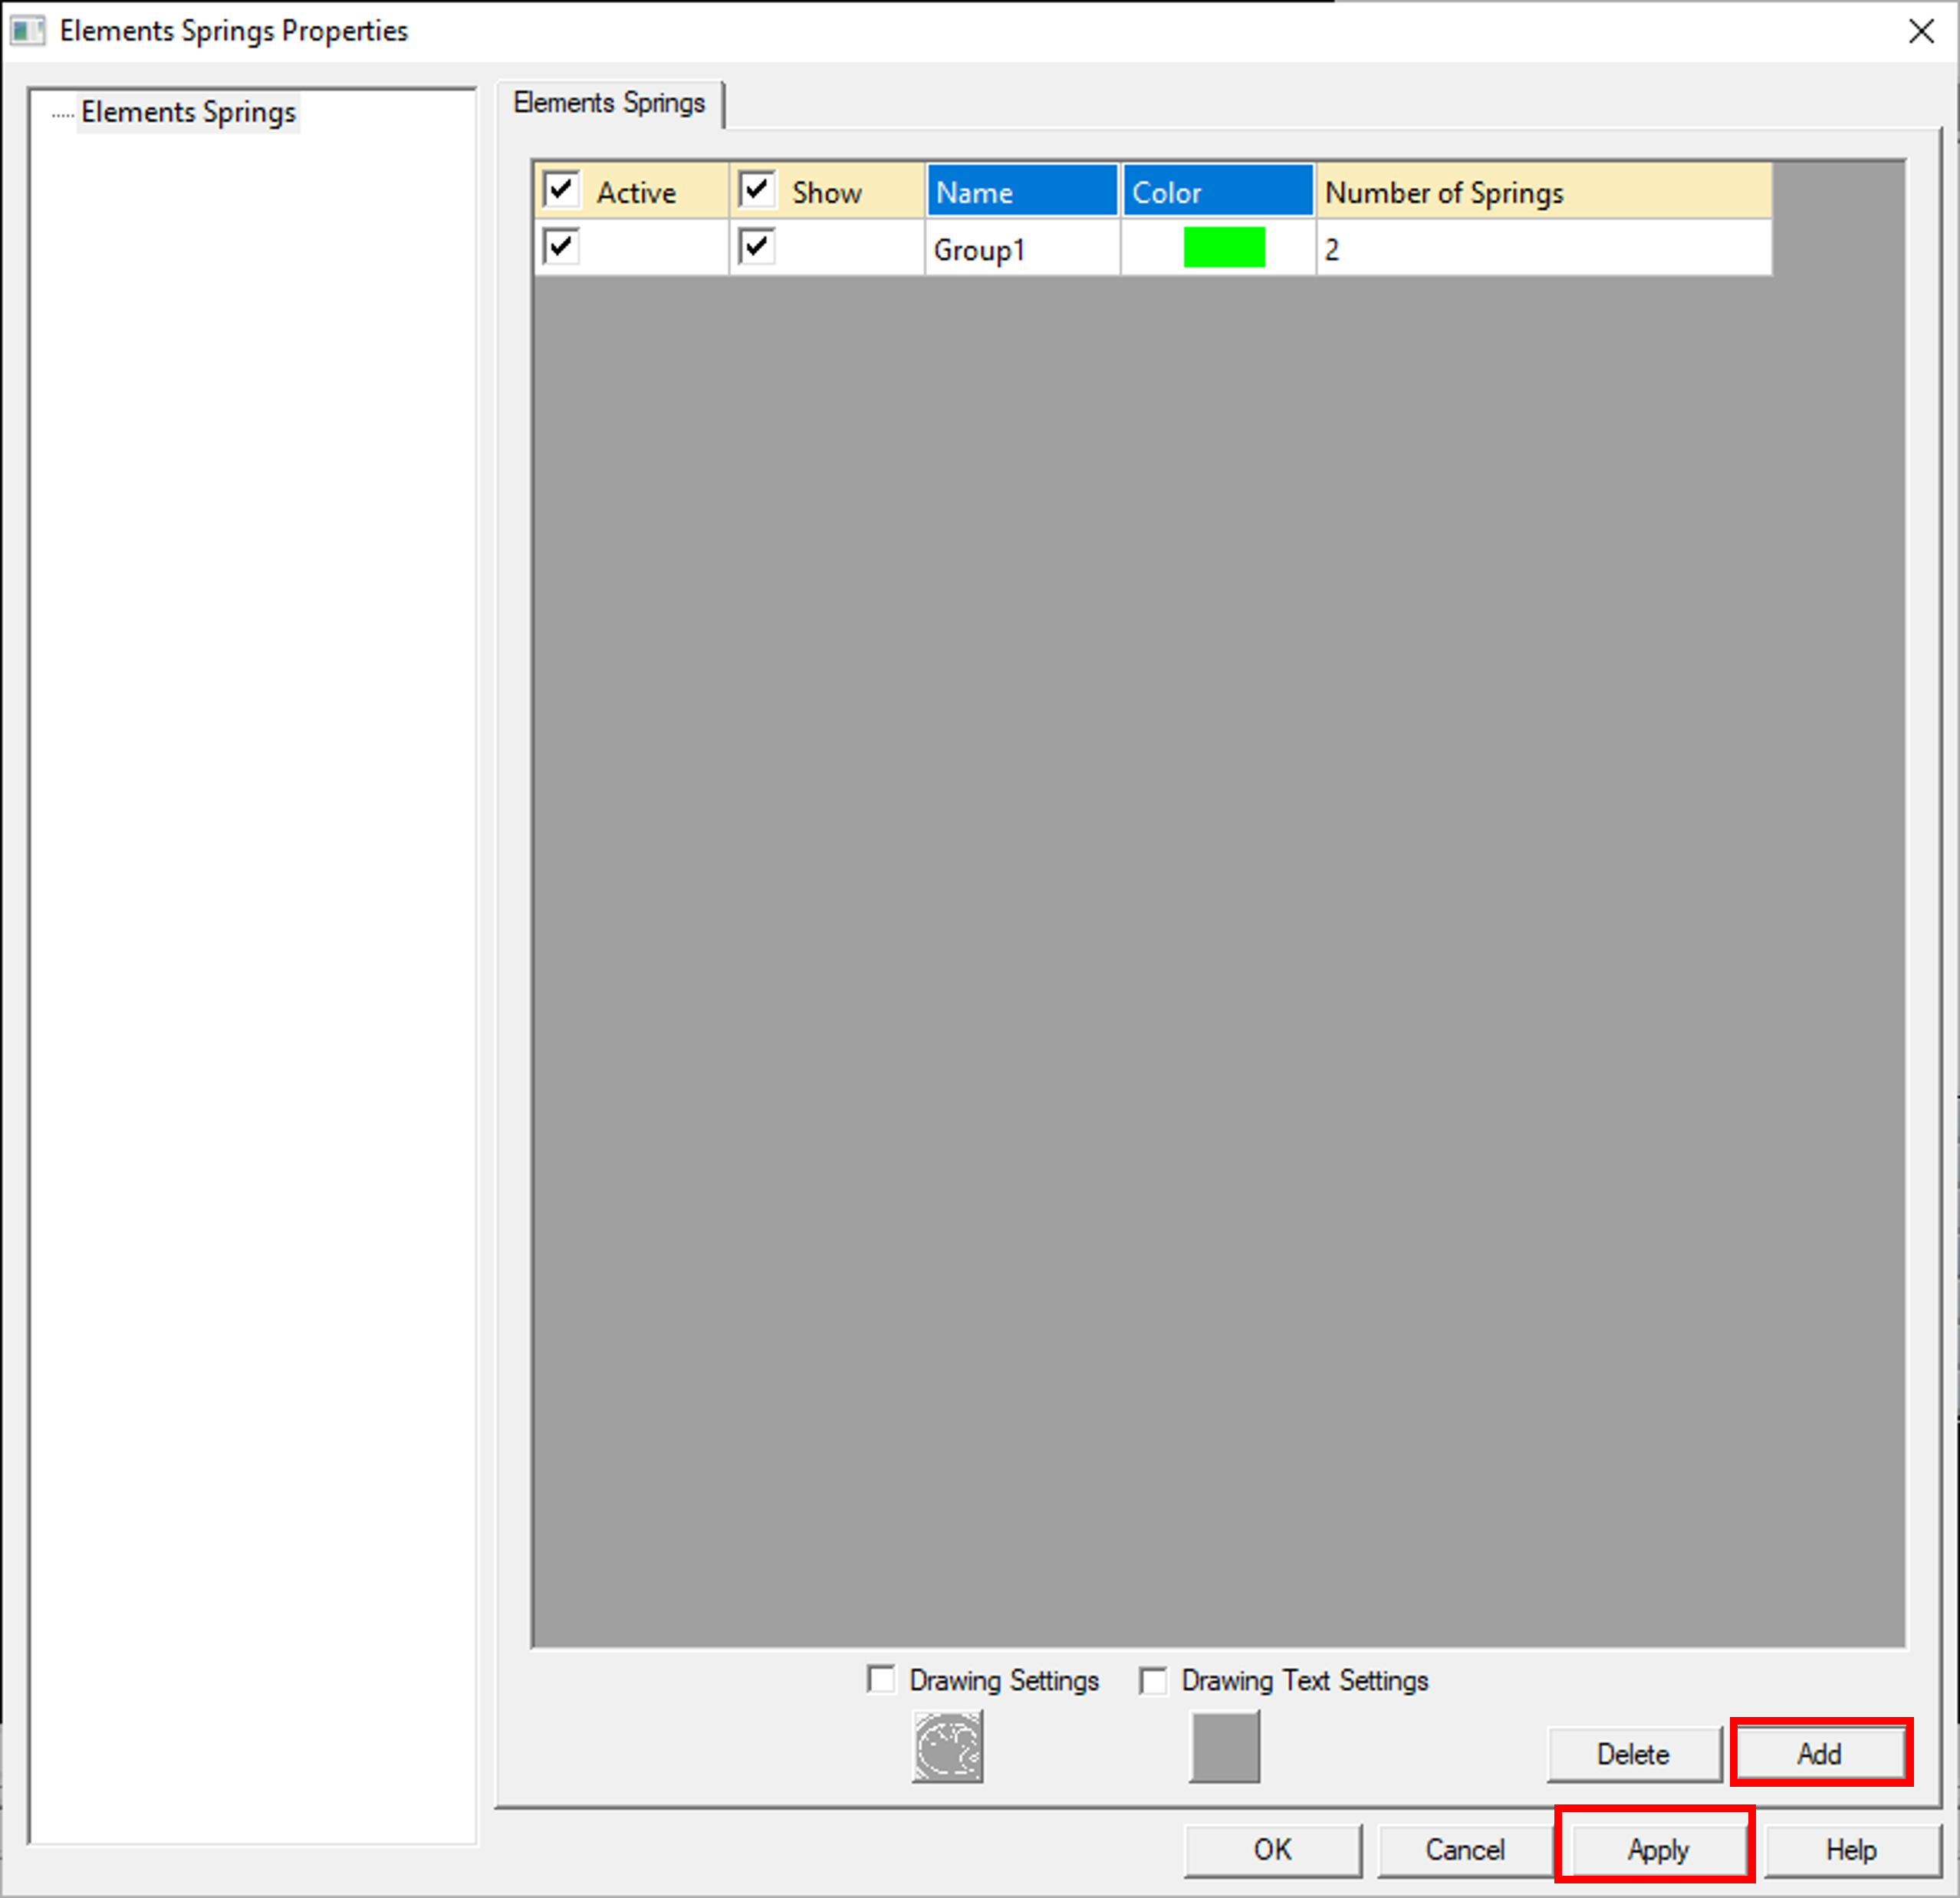 Elements Springs Properties
Elements Springs
Elements Springs
Active Show Name Color Number of Springs
Group1 2
Drawing Settings Drawing Text Settings
Delete Add
OK Cancel Apply Help